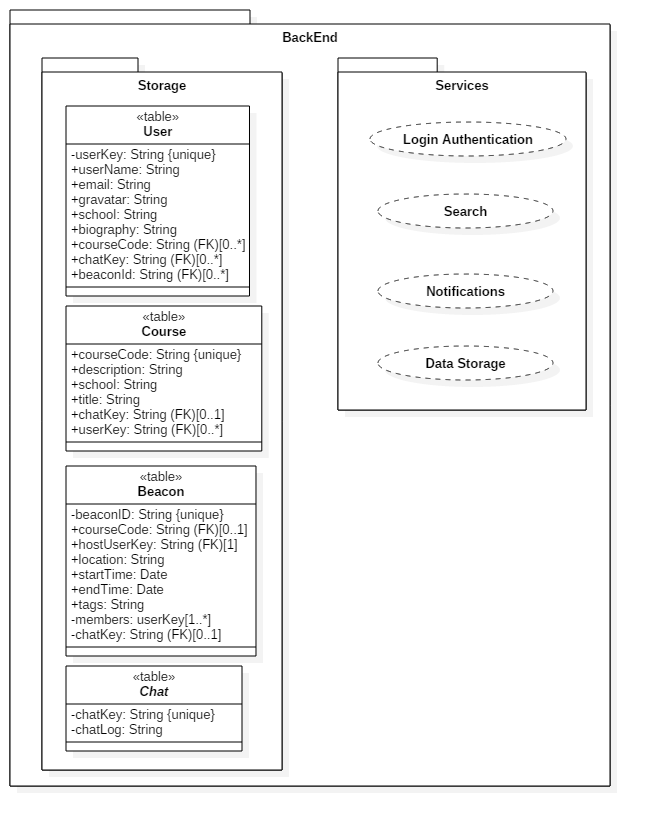 BackEnd
Storage
«table»
User
-userKey: String {unique}
+userName: String
+email: String
+gravatar: String
+school: String
+biography: String
+courseCode: String (FK)[0..*]
+chatKey: String (FK)[0..*]
+beaconId: String (FK)[0..*]
«table»
Course
+courseCode: String {unique}
+description: String
+school: String
+title: String
+chatKey: String (FK)[0..1]
+userKey: String (FK)[0..*]
«table»
Beacon
-beaconID: String {unique}
+courseCode: String (FK)[0..1]
+hostUserKey: String (FK)[1]
+location: String
+startTime: Date
+endTime: Date
+tags: String
-members: userKey[1..*]
-chatKey: String (FK)[0..1]
«table»
Chat
-chatKey: String {unique}
-chatLog: String
Services
Login Authentication
Search
Notifications
Data Storage